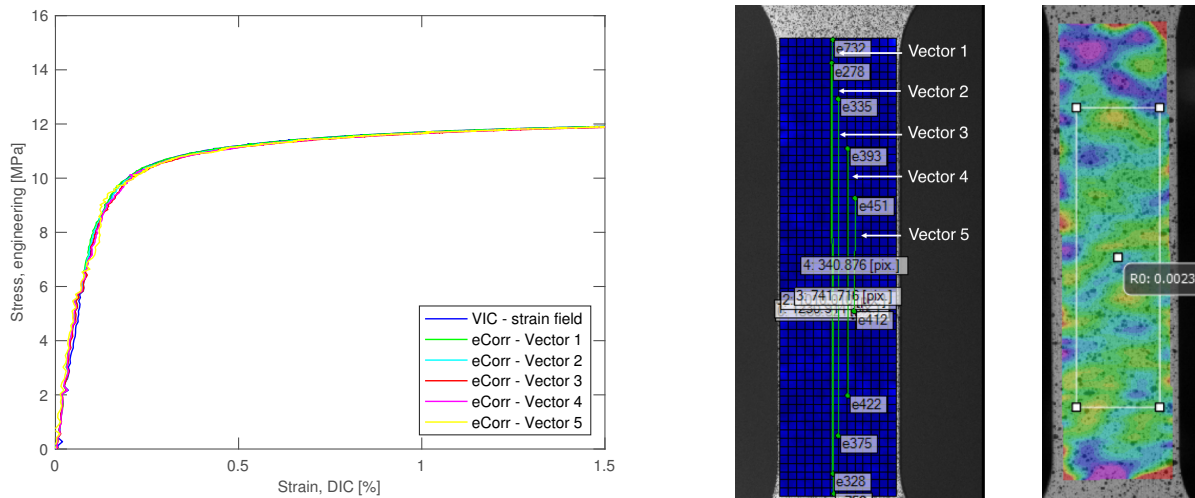 16
14
12
10
8
6
4
2
0
0
0.5
1
1.5
Stress, engineering [MPa]
Strain, DIC [%]
VIC - strain field
eCorr - Vector 1
eCorr - Vector 2
eCorr - Vector 3
eCorr - Vector 4
eCorr - Vector 5
e732
Vector 1
e278
Vector 2
e335
Vector 3
e393
Vector 4
e451
Vector 5
4: 340.876 [pix.]
2
3: 741.716 [pix.]
e412
e422
e375
e328
R0: 0.0023